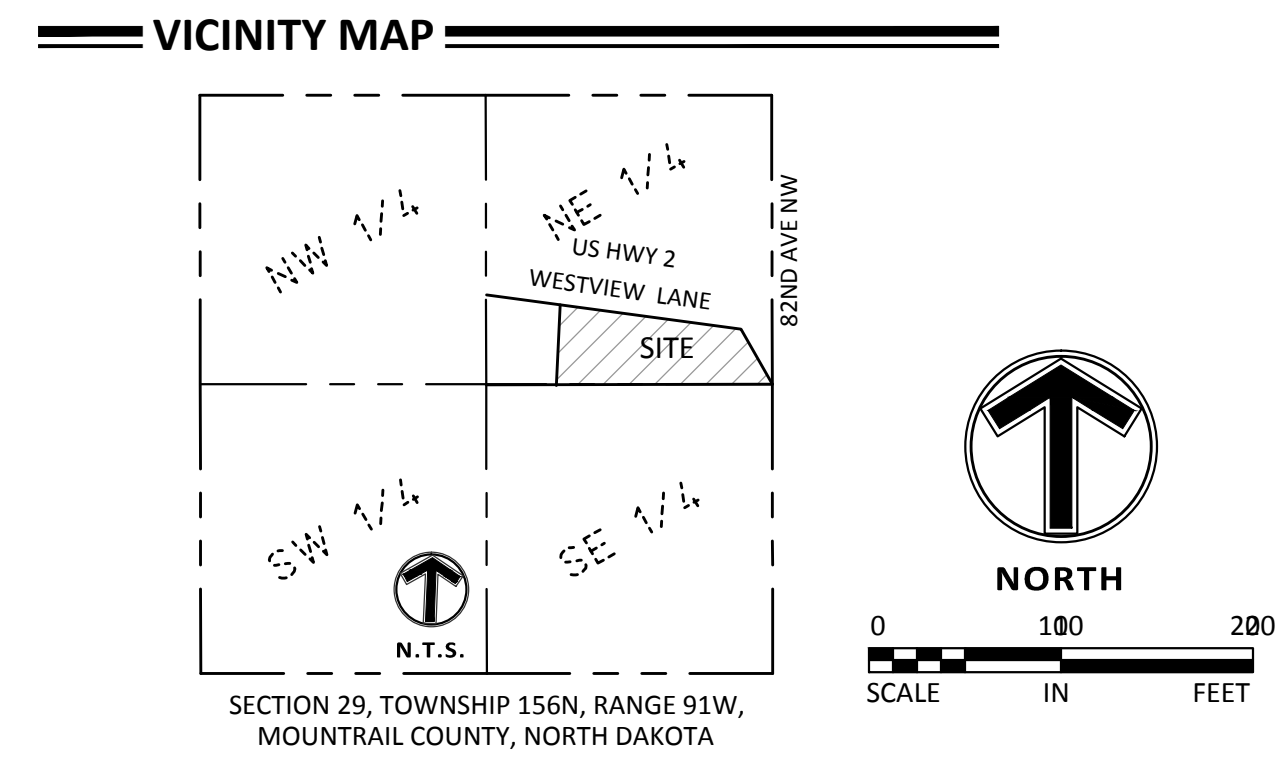 VICINITY MAP
NW 1/4
NE 1/4
US HWY 2
WESTVIEW LANE
82ND AVE NW
SITE
SW 1/4
SE 1/4
N.T.S.
NORTH
0 100 200
SCALE IN FEET
SECTION 29, TOWNSHIP 156N, RANGE 91W,
MOUNTRAIL COUNTY, NORTH DAKOTA